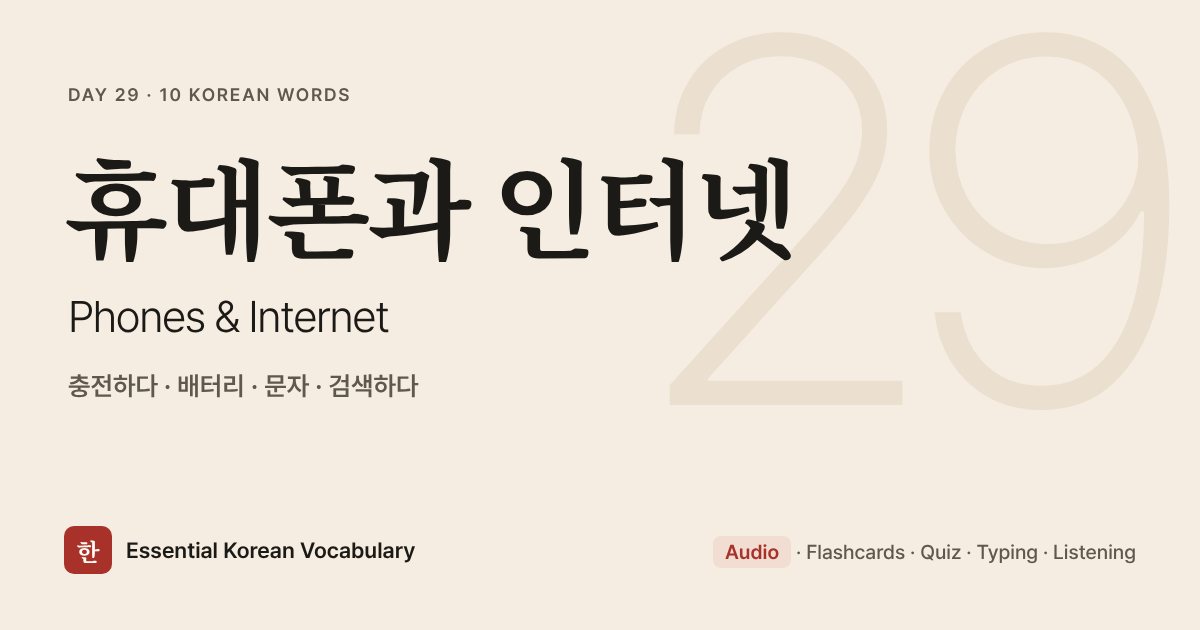 29
DAY 29 · 10 KOREAN WORDS
휴대폰과 인터넷
Phones & Internet
충전하다 · 배터리 · 문자 · 검색하다
한 Essential Korean Vocabulary
Audio · Flashcards · Quiz · Typing · Listening